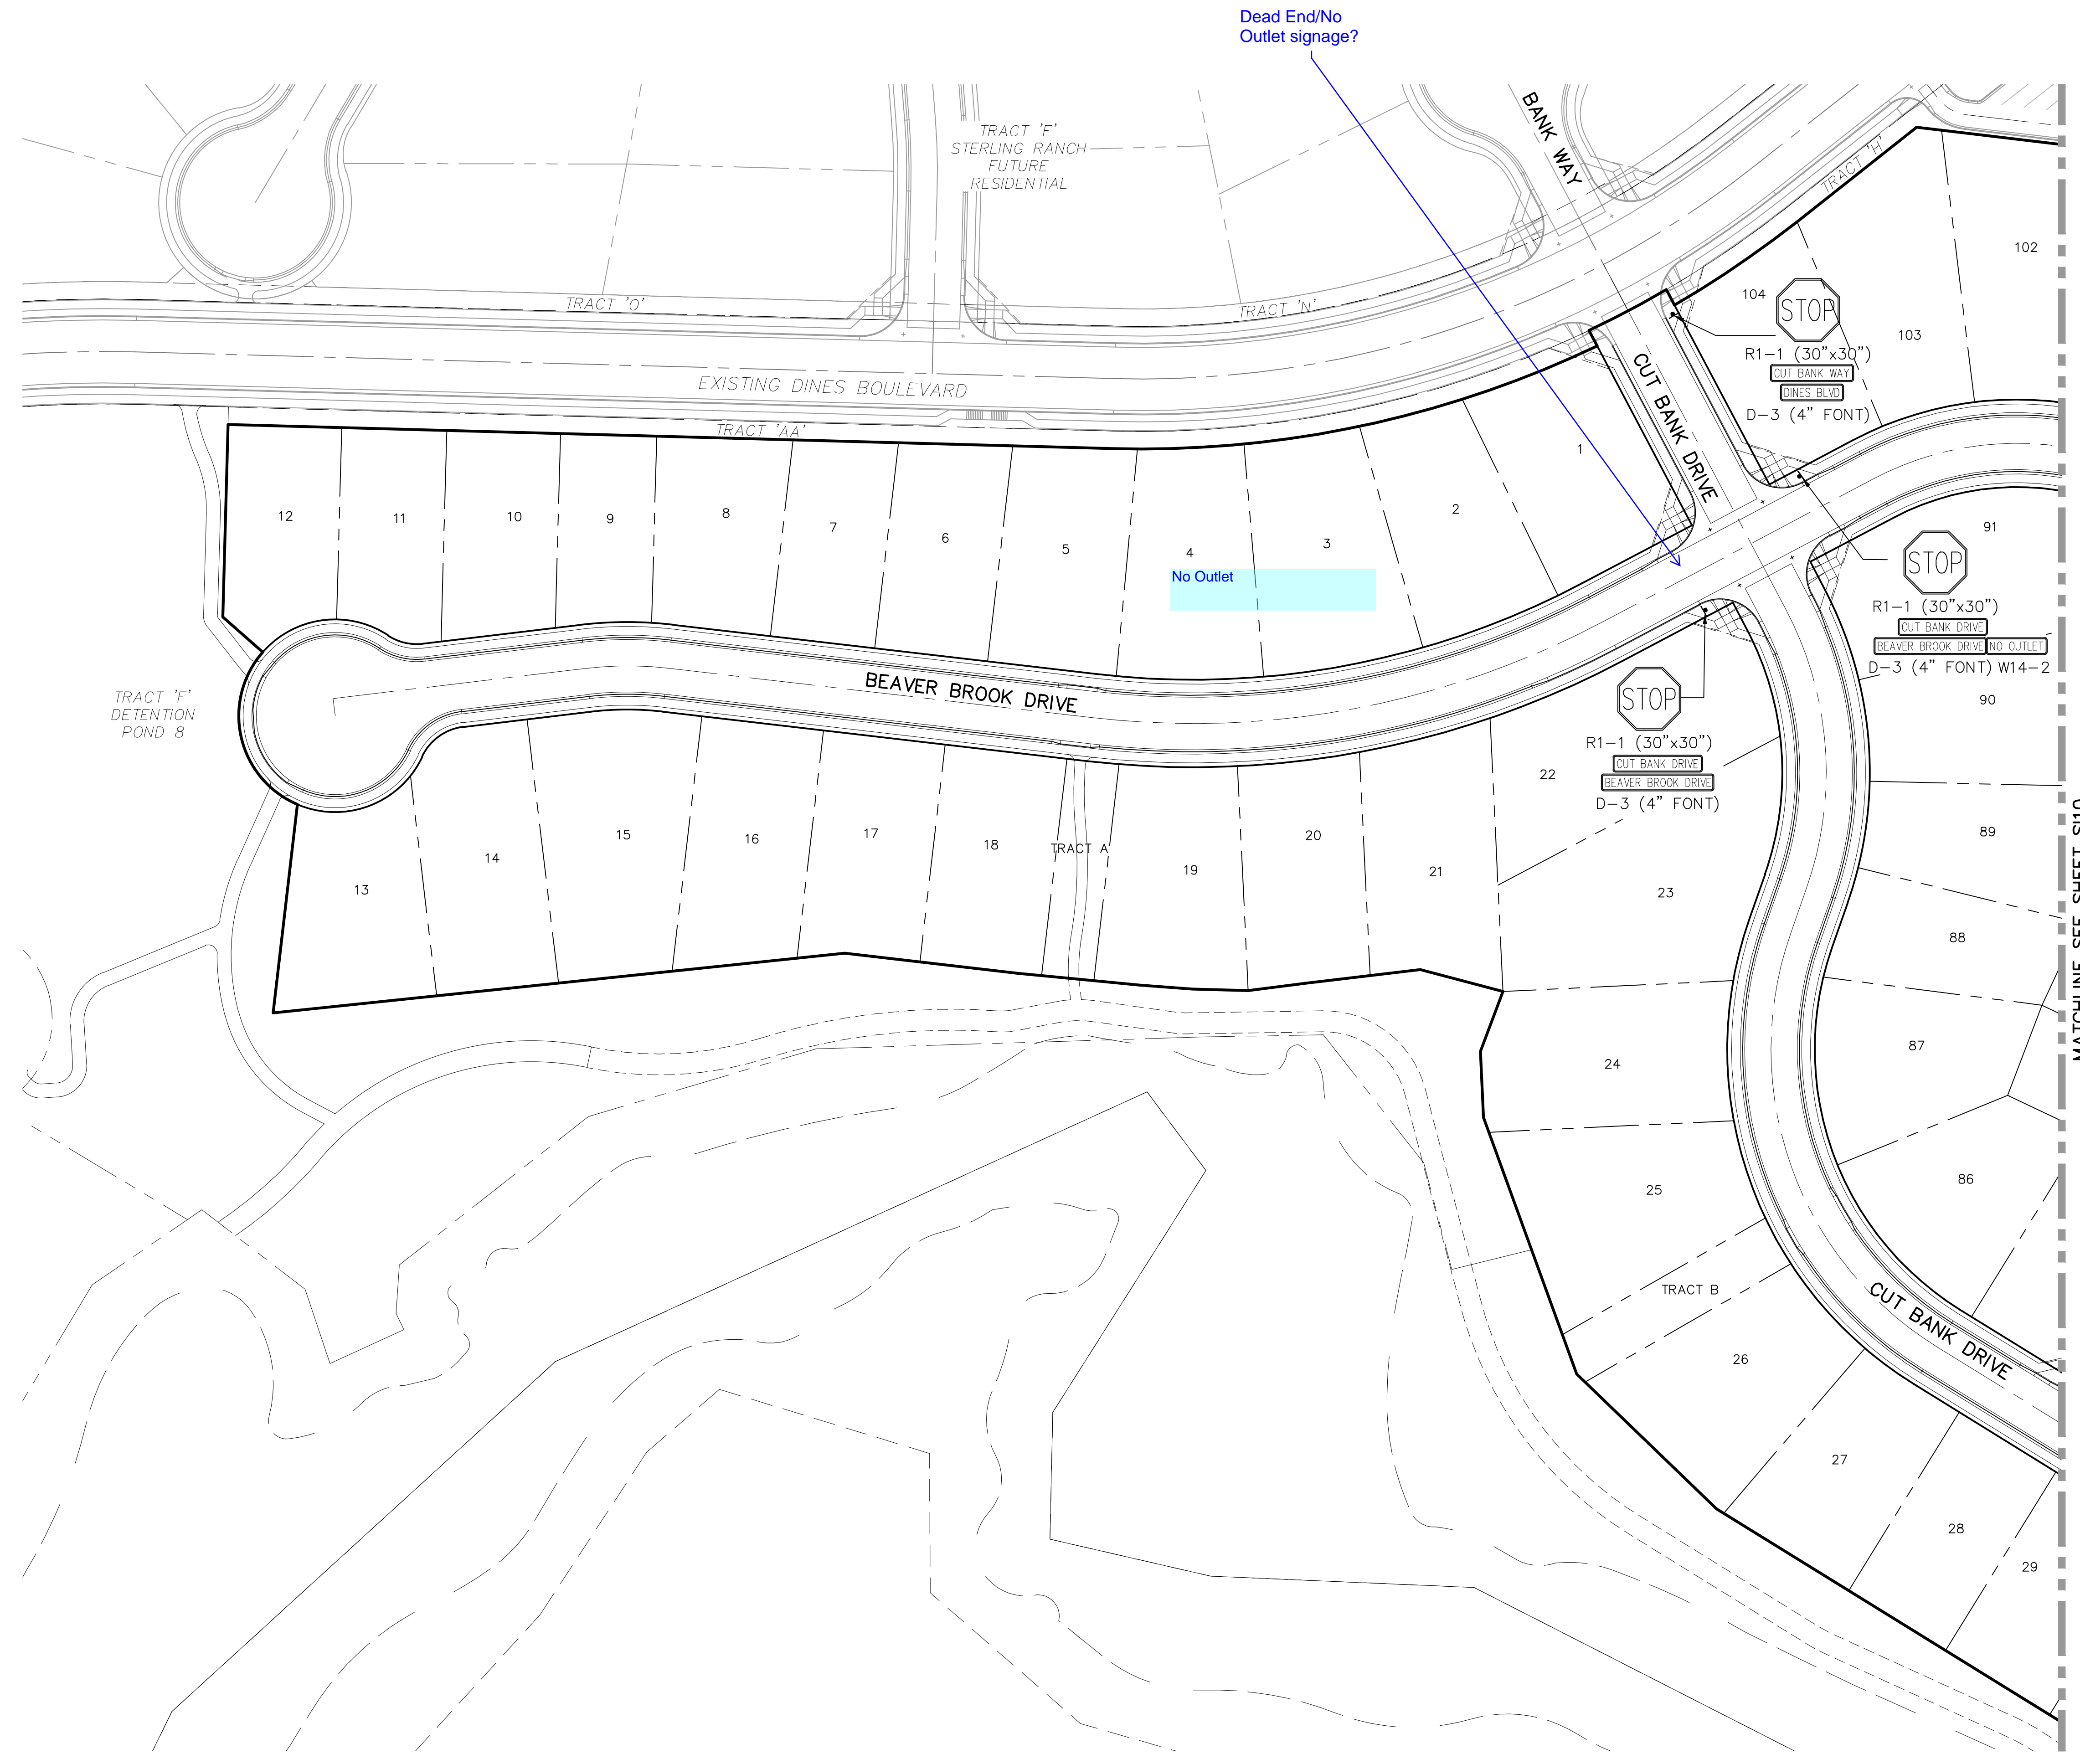 Dead End/No
Outlet signage?
BANK WAY
TRACT 'E'
STERLING RANCH
FUTURE
RESIDENTIAL
TRACT 'H'
102
TRACT 'O'
TRACT 'N'
104
STOP
103
R1-1 (30"x30")
CUT BANK WAY
DINES BLVD
D-3 (4" FONT)
EXISTING DINES BOULEVARD
CUT BANK DRIVE
TRACT 'AA'
1
2
3
4
5
6
7
8
9
10
11
12
No Outlet
91
STOP
R1-1 (30"x30")
CUT BANK DRIVE
BEAVER BROOK DRIVE NO OUTLET
D-3 (4" FONT) W14-2
90
BEAVER BROOK DRIVE
TRACT 'F'
DETENTION
POND 8
STOP
R1-1 (30"x30")
CUT BANK DRIVE
BEAVER BROOK DRIVE
D-3 (4" FONT)
22
89
13
14
15
16
17
18
TRACT A
19
20
21
23
88
MATCHLINE SEE SHEET SI10
87
24
86
25
TRACT B
26
CUT BANK DRIVE
27
28
29